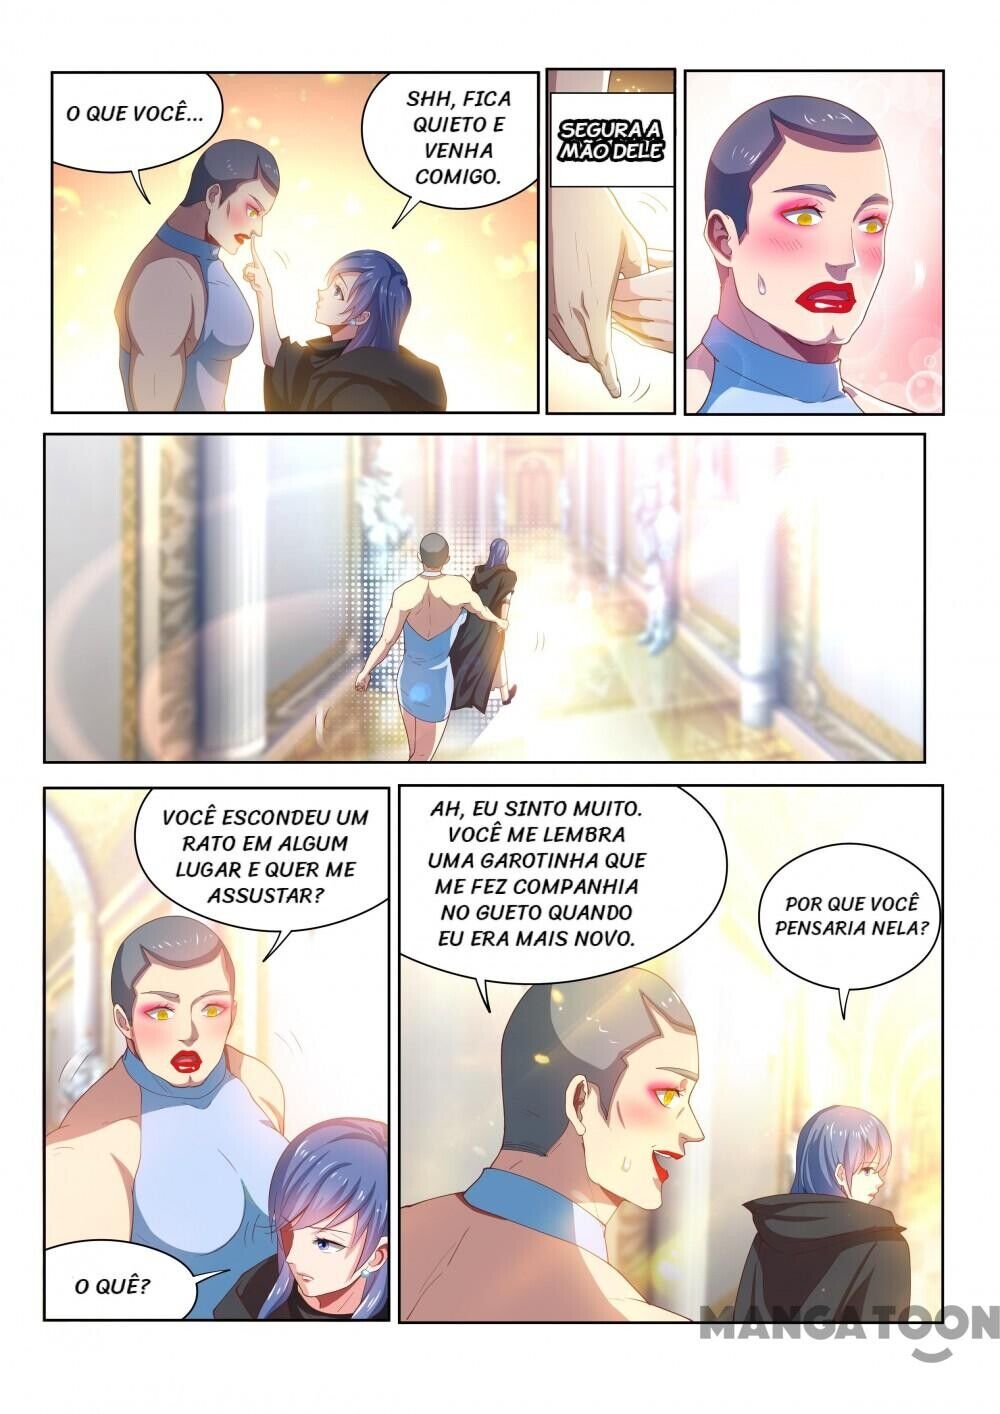 O QUE VOCÊ...
SHH, FICA
QUIETO E
VENHA
COMIGO.
SEGURA A
MÃO DELE
VOCÊ ESCONDEU UM
RATO EM ALGUM
LUGAR E QUER ME
ASSUSTAR?
O QUÊ?
AH, EU SINTO MUITO.
VOCÊ ME LEMBRA
UMA GAROTINHA QUE
ME FEZ COMPANHIA
NO GUETO QUANDO
EU ERA MAIS NOVO.
POR QUE VOCÊ
PENSARIA NELA?
MANGATOON